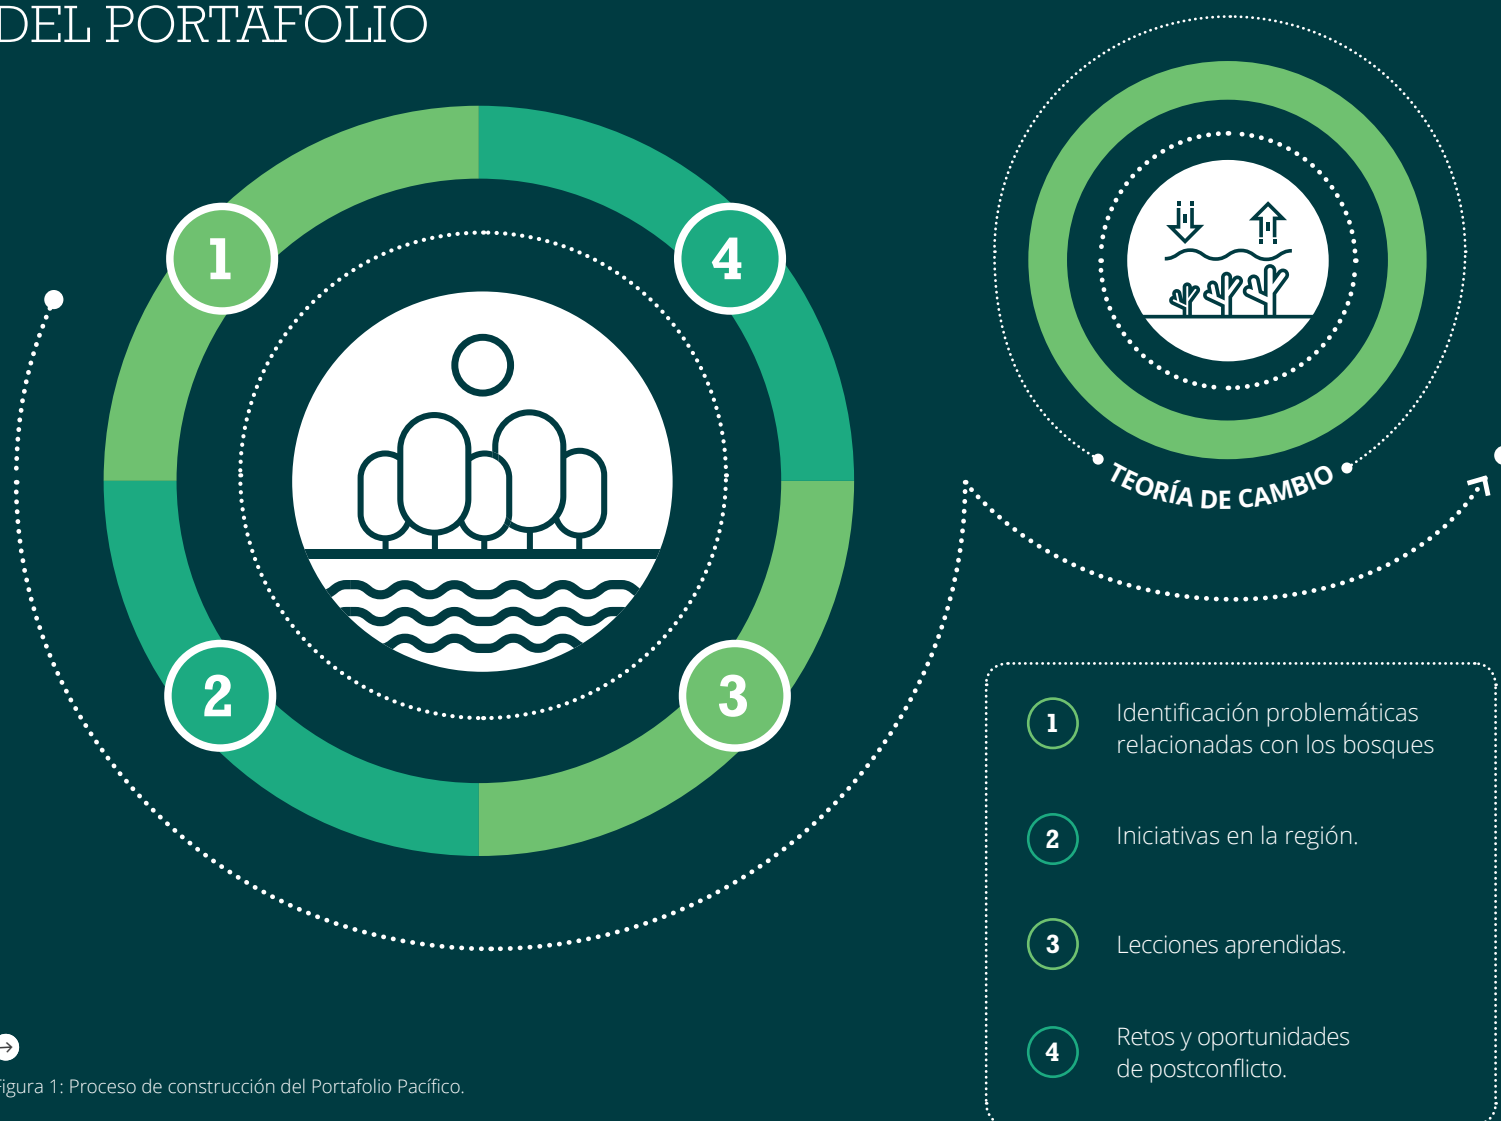 DEL PORTAFOLIO
1
4
2
3
TEORÍA DE CAMBIO
1
Identificación problemáticas
relacionadas con los bosques
2
Iniciativas en la región.
3
Lecciones aprendidas.
4
Retos y oportunidades
de postconflicto.
Figura 1: Proceso de construcción del Portafolio Pacífico.